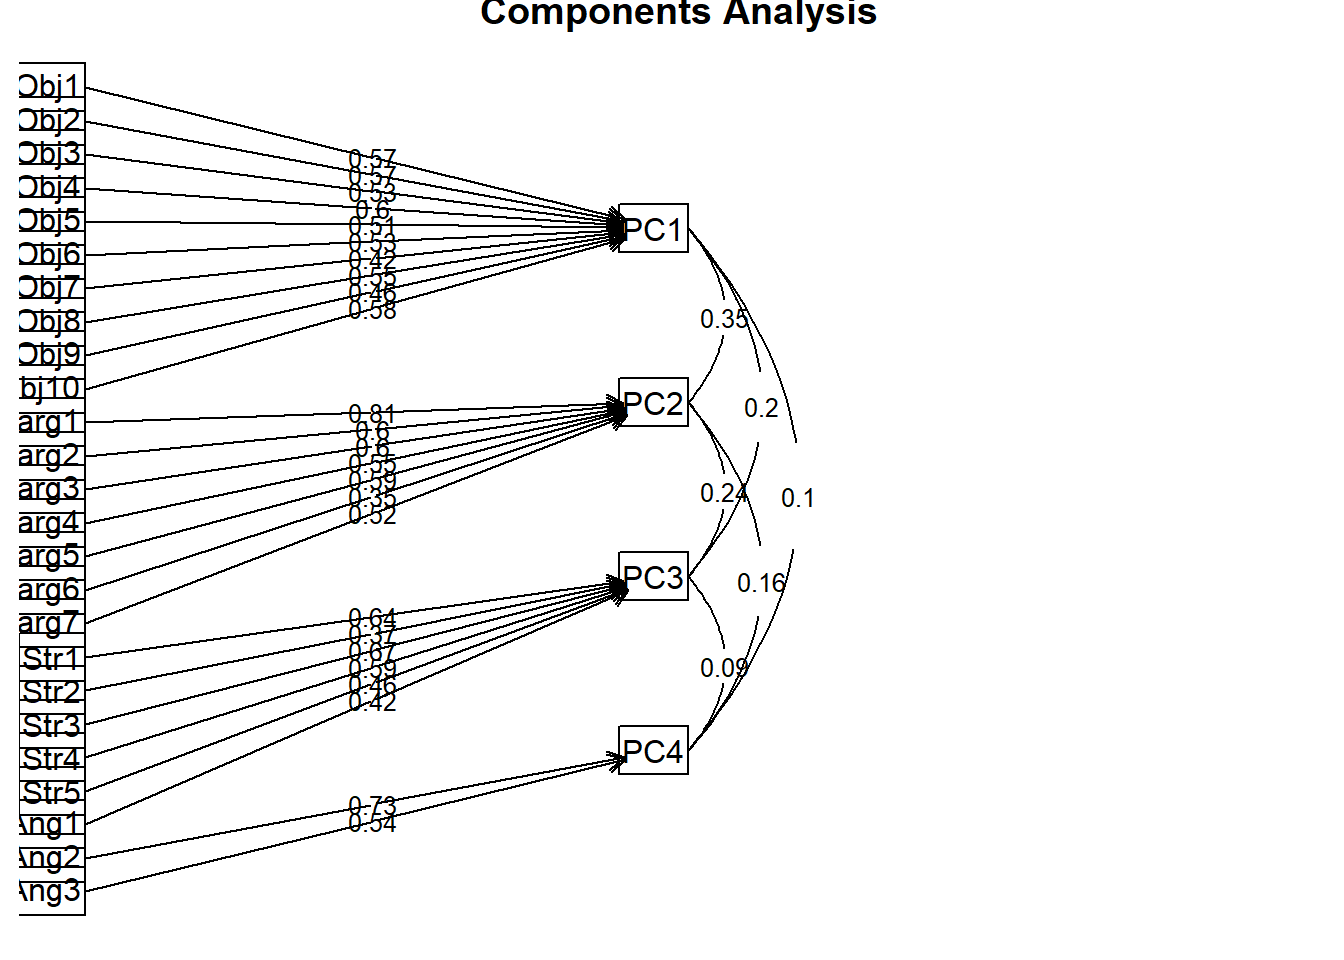 Components Analysis
Obj1
Obj2
Obj3
Obj4
Obj5
Obj6
Obj7
Obj8
Obj9
bj10
arg1
arg2
arg3
arg4
arg5
arg6
arg7
Str1
Str2
Str3
Str4
Str5
Ang1
Ang2
Ang3
0.57
0.57
0.53
0.6
0.51
0.53
0.42
0.55
0.46
0.58
0.81
0.6
0.6
0.55
0.59
0.35
0.52
0.64
0.37
0.67
0.59
0.46
0.42
0.73
0.54
PC1
PC2
PC3
PC4
0.35
0.2
0.24
0.1
0.16
0.09